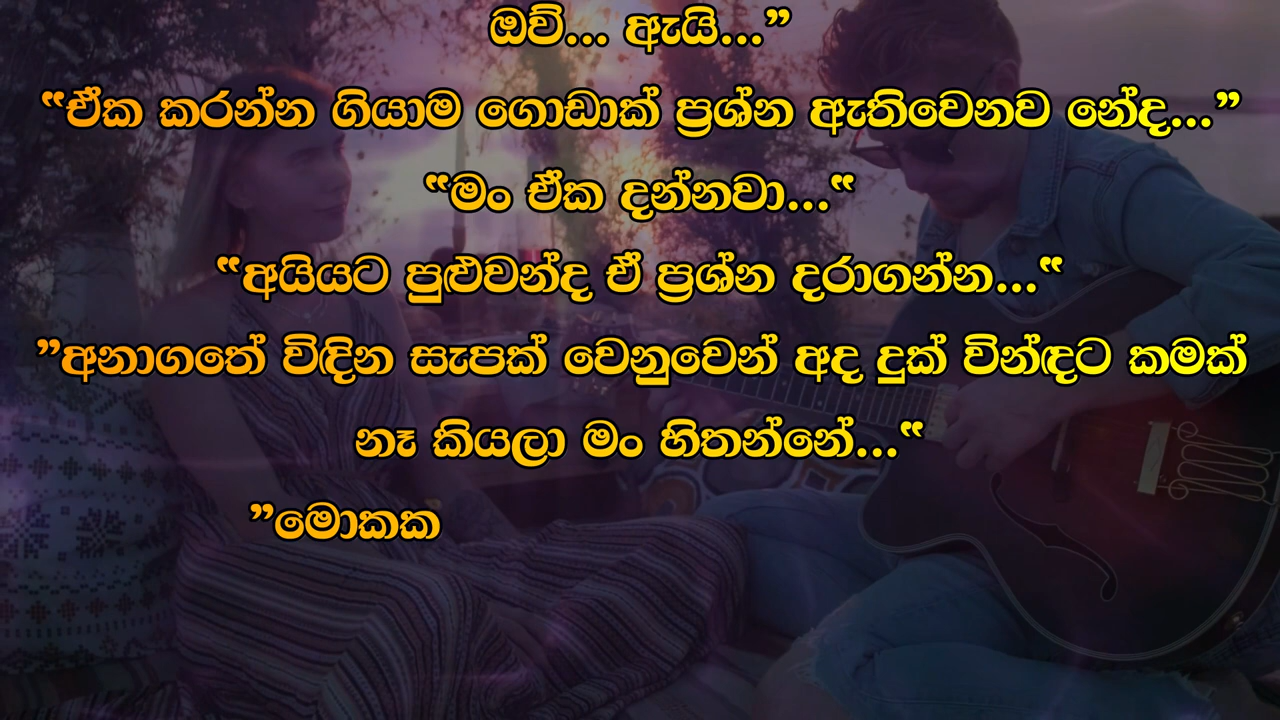 ඔව්... ඇයි...”
“ඒක කරන්න ගියාම ගොඩාක් ප්‍රශ්න ඇතිවෙනව නේද...”
“මං ඒක දන්නවා...“
“අයියට පුළුවන්ද ඒ ප්‍රශ්න දරාගන්න...“
”අනාගතේ විඳින සැපක් වෙනුවෙන් අද දුක් වින්ඳට කමක්
නෑ කියලා මං හිතන්නේ...“
”මොකක